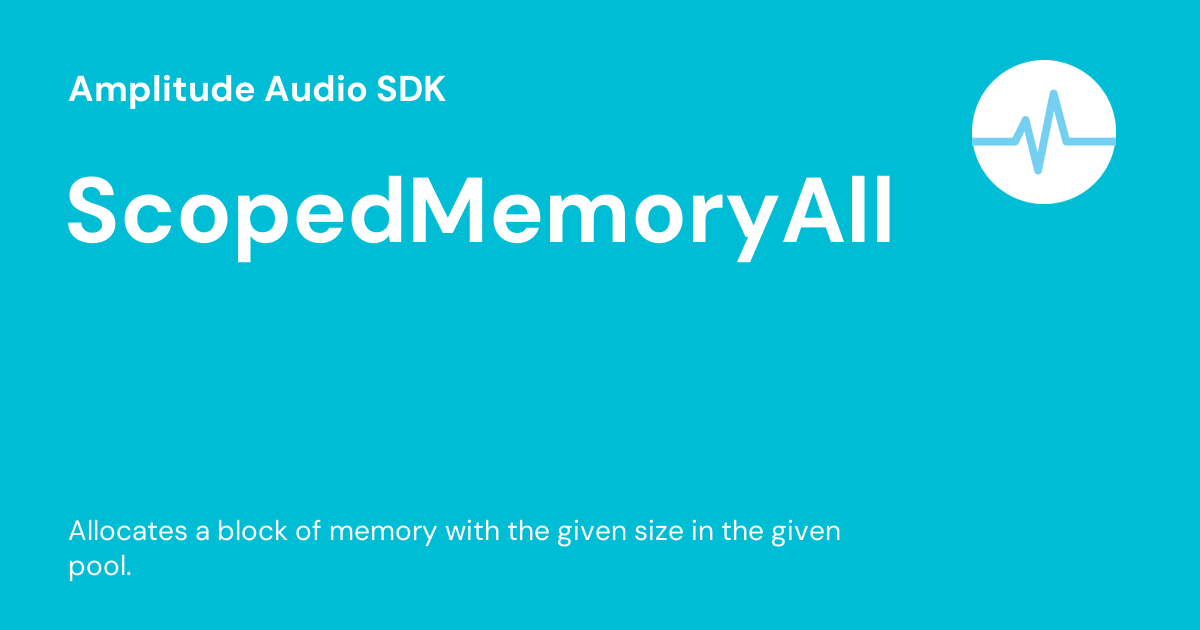 Amplitude Audio SDK
ScopedMemoryAll
Allocates a block of memory with the given size in the given
pool.